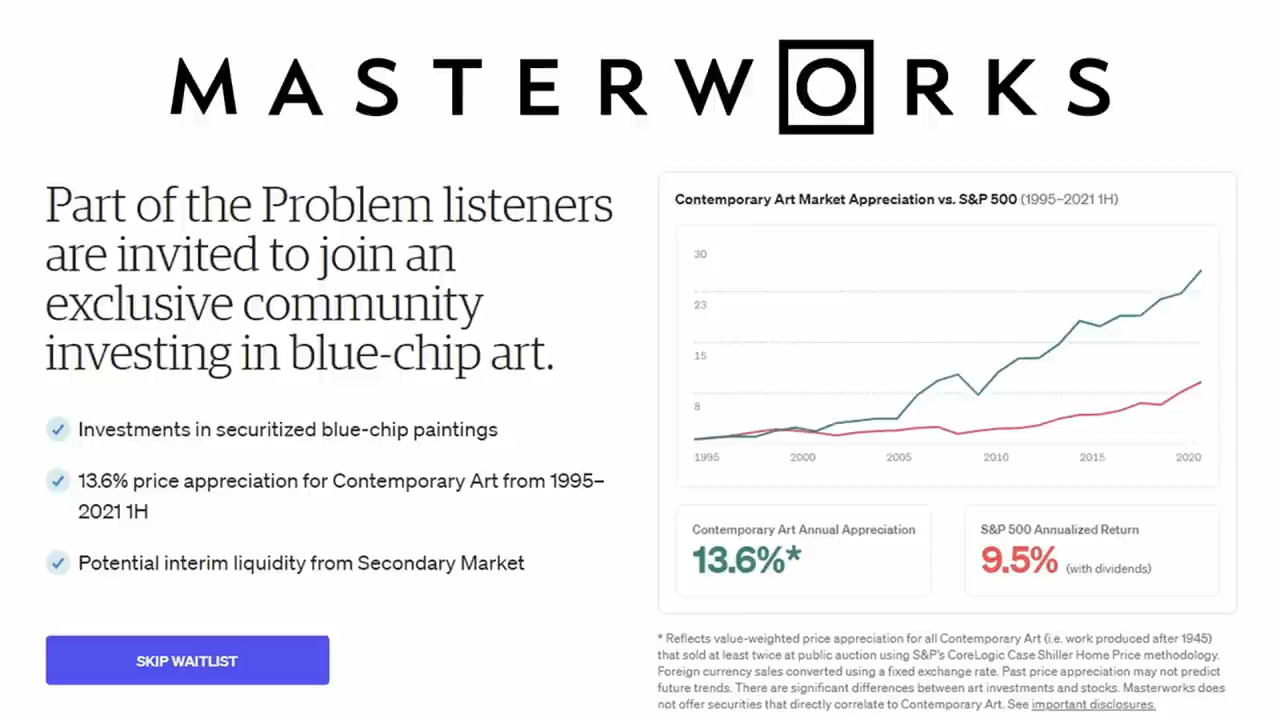 MASTERWORKS
Part of the Problem listeners
are invited to join an
exclusive community
investing in blue-chip art.
Investments in securitized blue-chip paintings
13.6% price appreciation for Contemporary Art from 1995–
2021 1H
Potential interim liquidity from Secondary Market
SKIP WAITLIST
Contemporary Art Market Appreciation vs. S&P 500 (1995–2021 1H)
30
23
15
8
1995 2000 2005 2010 2015 2020
Contemporary Art Annual Appreciation
13.6%*
S&P 500 Annualized Return
9.5% (with dividends)
* Reflects value-weighted price appreciation for all Contemporary Art (i.e. work produced after 1945)
that sold at least twice at public auction using S&P's CoreLogic Case Shiller Home Price methodology.
Foreign currency sales converted using a fixed exchange rate. Past price appreciation may not predict
future trends. There are significant differences between art investments and stocks. Masterworks does
not offer securities that directly correlate to Contemporary Art. See important disclosures.